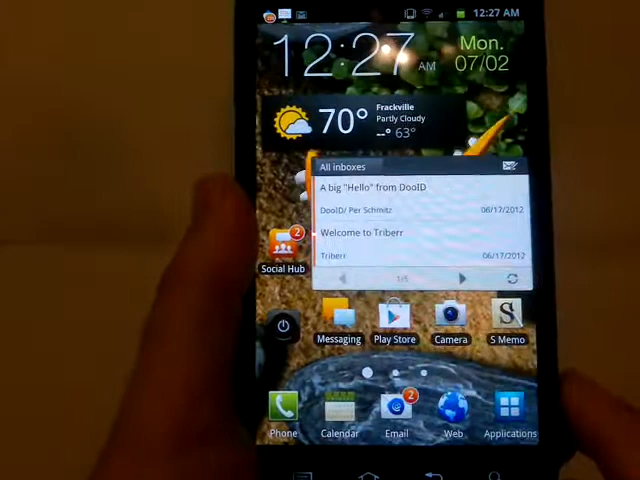 12:27 AM
12:27 AM
Mon.
07/02
70°
Frackville
Partly Cloudy
--° 63°
All inboxes
A big "Hello" from DooID
DooID/ Per Schmitz 06/17/2012
Welcome to Triberr
Triberr 06/17/2012
1/5
2
Social Hub
S
Messaging
Play Store
Camera
S Memo
2
Phone
Calendar
Email
Web
Applications